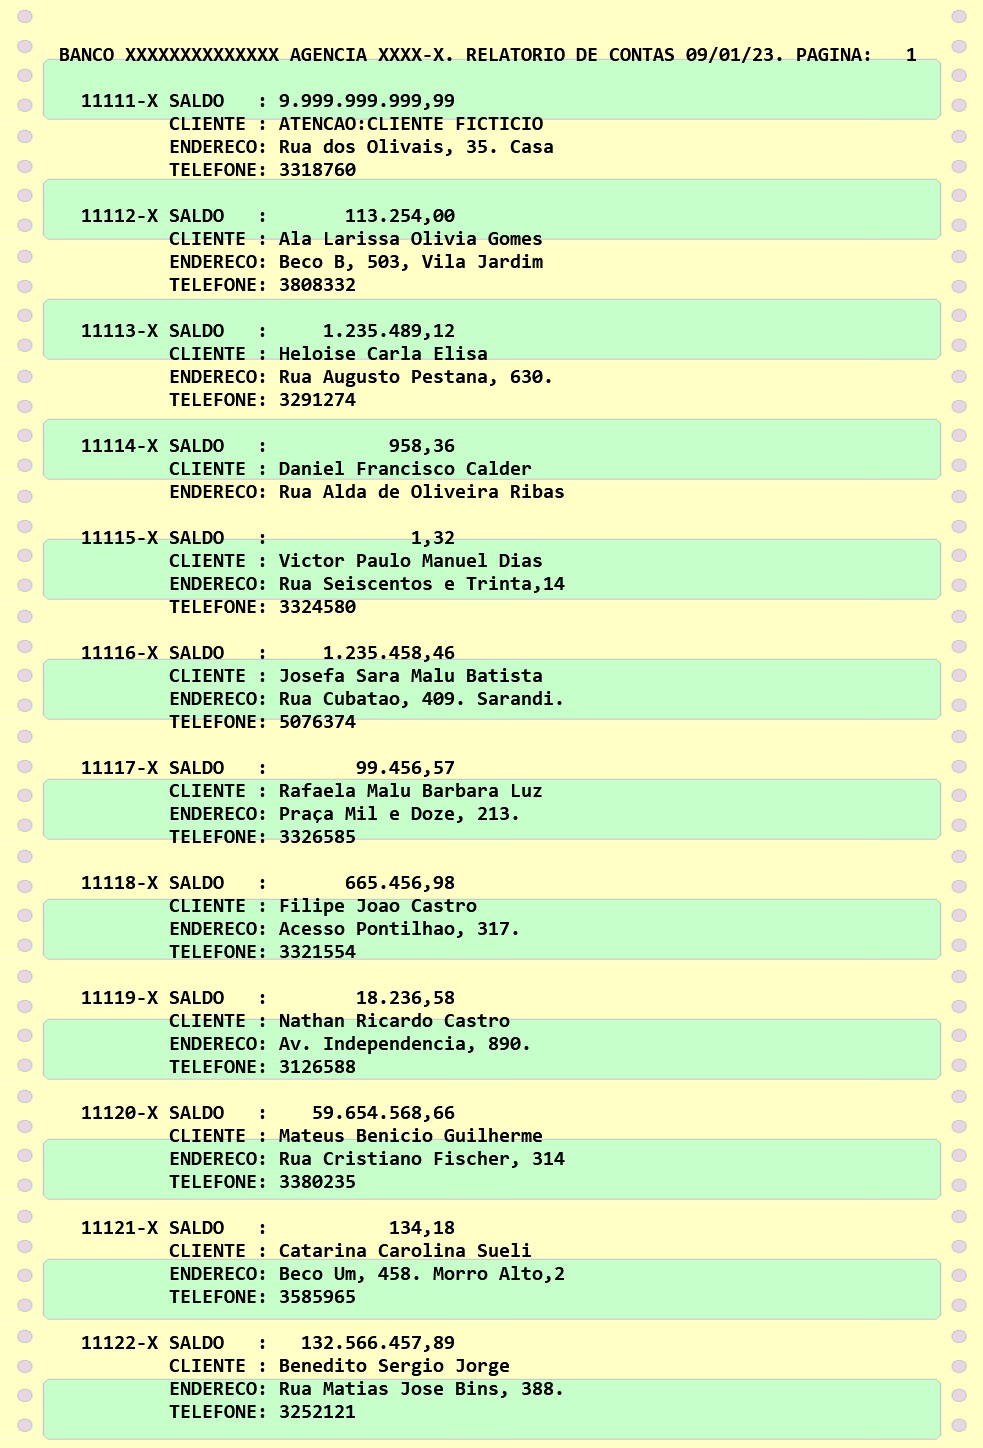 BANCO XXXXXXXXXXXXXX AGENCIA XXXX-X. RELATORIO DE CONTAS 09/01/23. PAGINA:   1
11111-X SALDO   : 9.999.999.999,99
CLIENTE : ATENCAO:CLIENTE FICTICIO
ENDERECO: Rua dos Olivais, 35. Casa
TELEFONE: 3318760
11112-X SALDO   :       113.254,00
CLIENTE : Ala Larissa Olivia Gomes
ENDERECO: Beco B, 503, Vila Jardim
TELEFONE: 3808332
11113-X SALDO   :     1.235.489,12
CLIENTE : Heloise Carla Elisa
ENDERECO: Rua Augusto Pestana, 630.
TELEFONE: 3291274
11114-X SALDO   :           958,36
CLIENTE : Daniel Francisco Calder
ENDERECO: Rua Alda de Oliveira Ribas
11115-X SALDO   :             1,32
CLIENTE : Victor Paulo Manuel Dias
ENDERECO: Rua Seiscentos e Trinta,14
TELEFONE: 3324580
11116-X SALDO   :     1.235.458,46
CLIENTE : Josefa Sara Malu Batista
ENDERECO: Rua Cubatao, 409. Sarandi.
TELEFONE: 5076374
11117-X SALDO   :        99.456,57
CLIENTE : Rafaela Malu Barbara Luz
ENDERECO: Praça Mil e Doze, 213.
TELEFONE: 3326585
11118-X SALDO   :       665.456,98
CLIENTE : Filipe Joao Castro
ENDERECO: Acesso Pontilhao, 317.
TELEFONE: 3321554
11119-X SALDO   :        18.236,58
CLIENTE : Nathan Ricardo Castro
ENDERECO: Av. Independencia, 890.
TELEFONE: 3126588
11120-X SALDO   :    59.654.568,66
CLIENTE : Mateus Benicio Guilherme
ENDERECO: Rua Cristiano Fischer, 314
TELEFONE: 3380235
11121-X SALDO   :           134,18
CLIENTE : Catarina Carolina Sueli
ENDERECO: Beco Um, 458. Morro Alto,2
TELEFONE: 3585965
11122-X SALDO   :   132.566.457,89
CLIENTE : Benedito Sergio Jorge
ENDERECO: Rua Matias Jose Bins, 388.
TELEFONE: 3252121